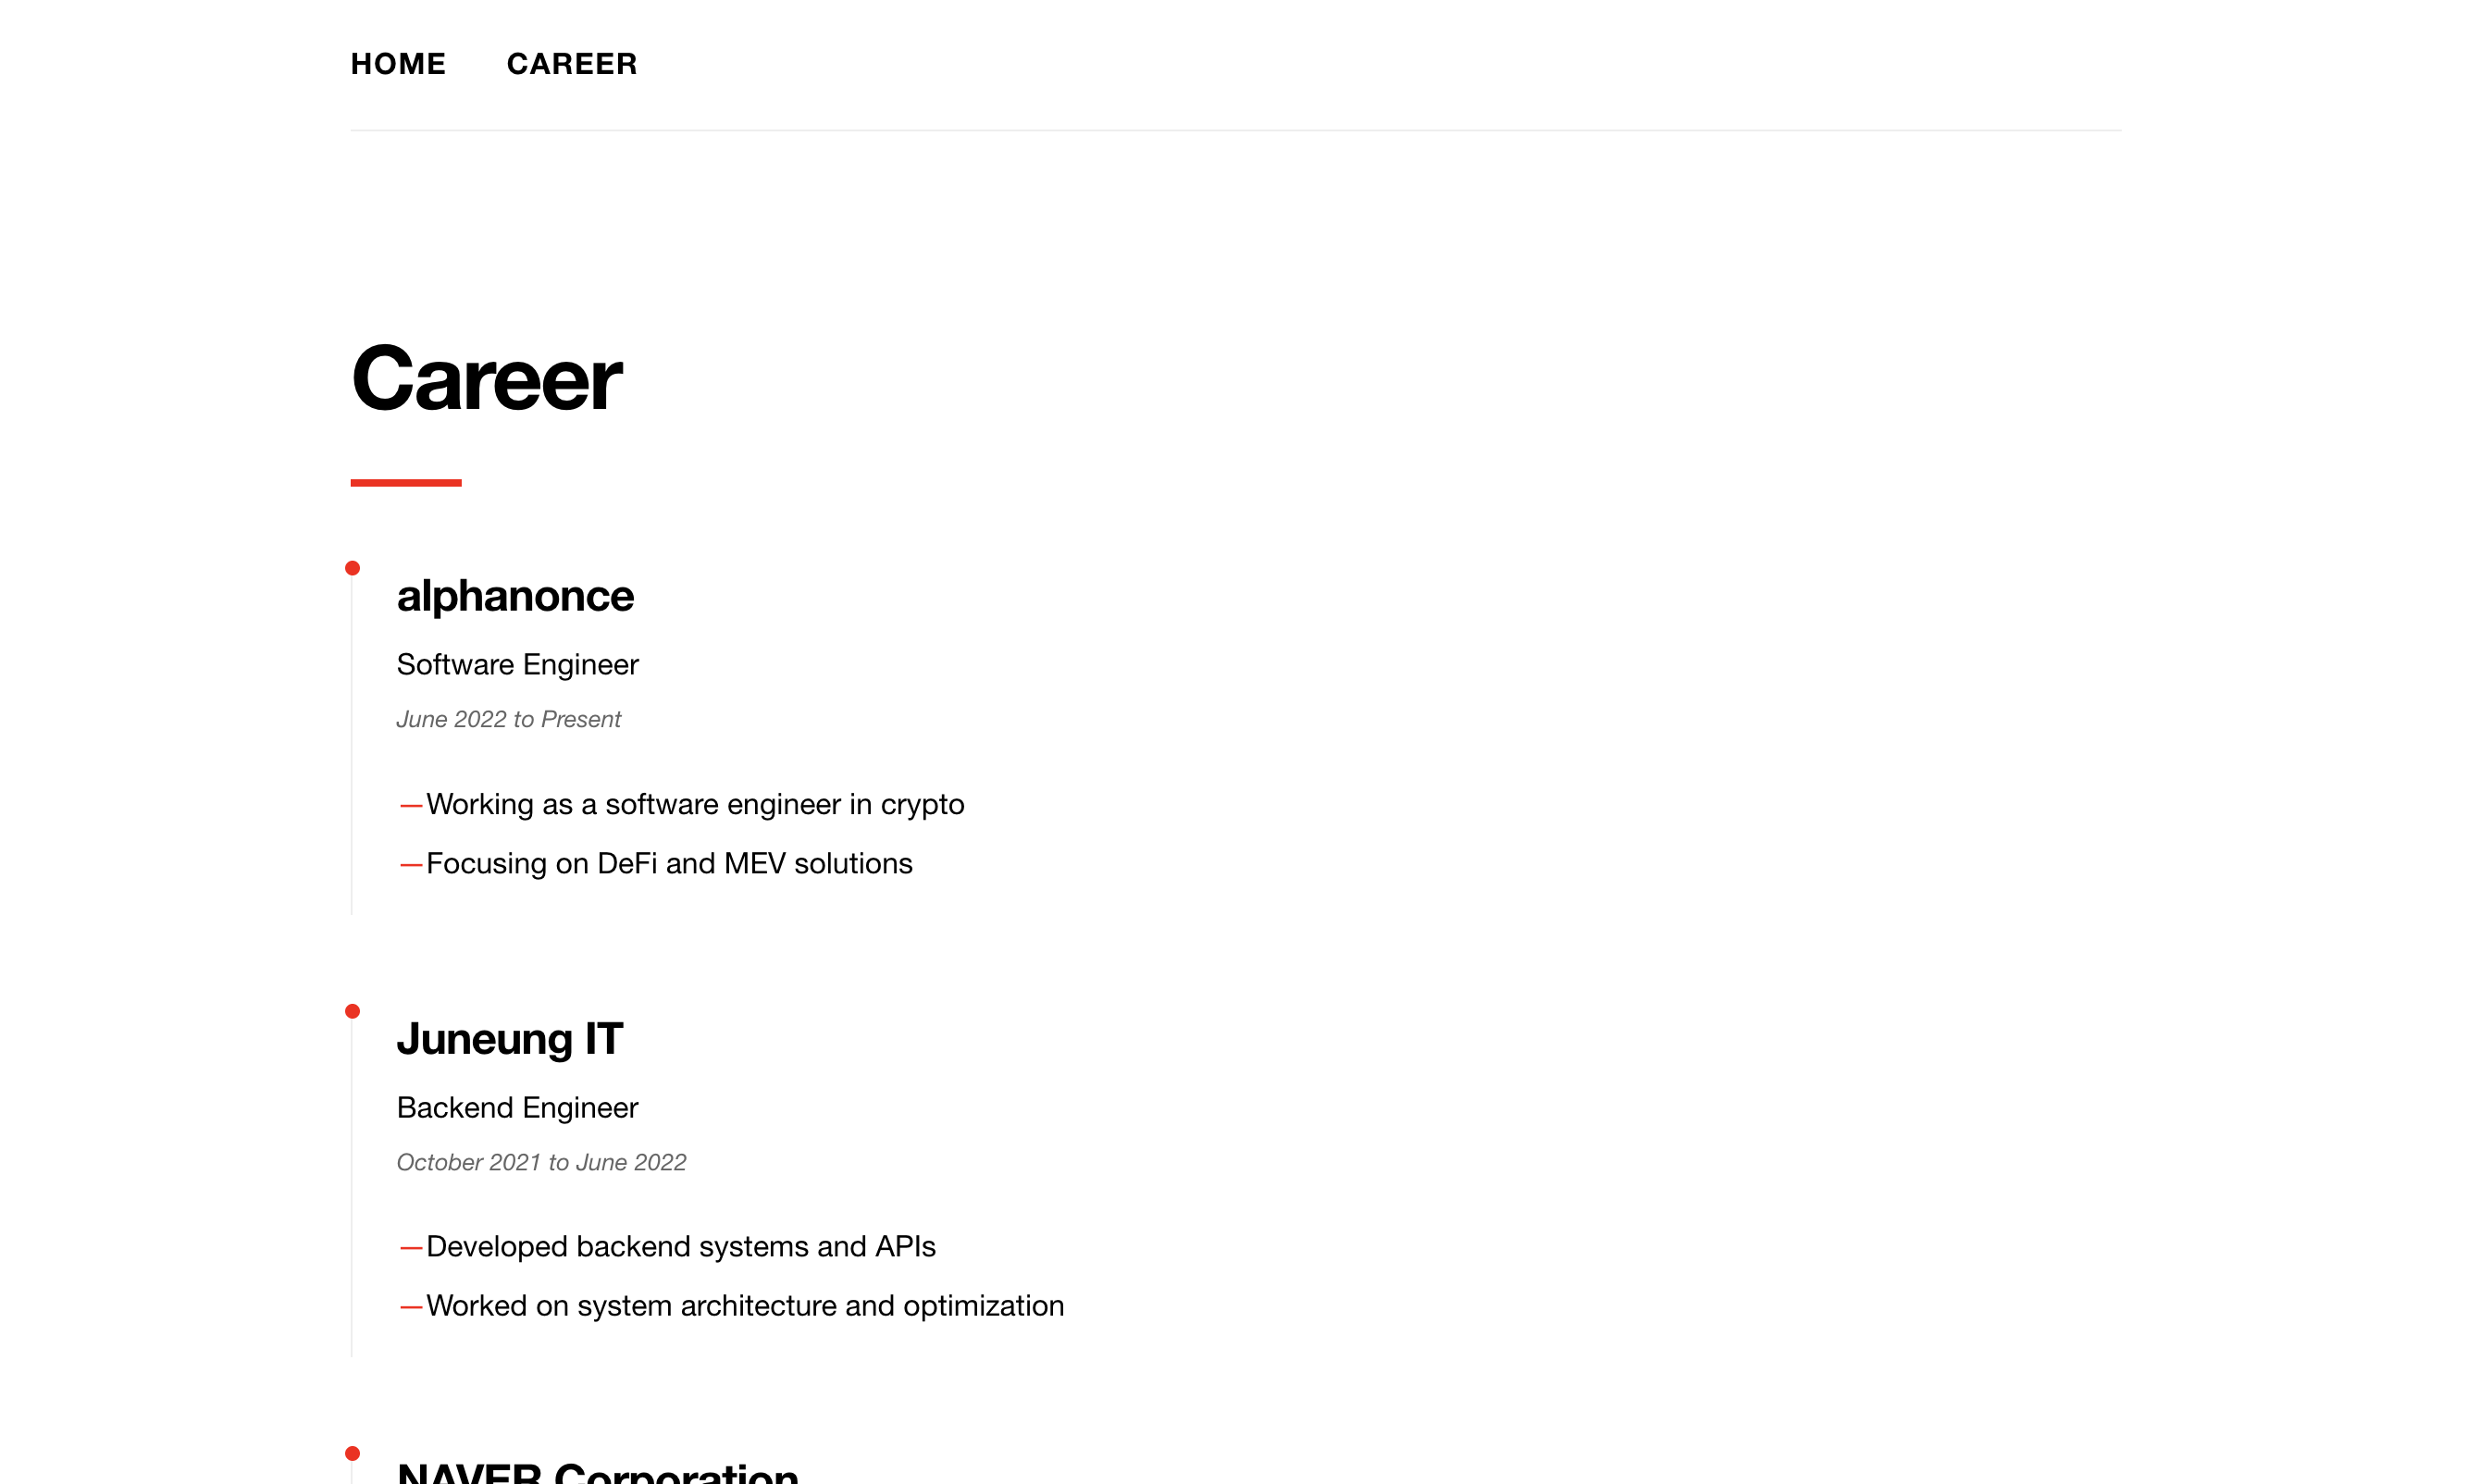 HOME CAREER
Career
alphanonce
Software Engineer
June 2022 to Present
—Working as a software engineer in crypto
—Focusing on DeFi and MEV solutions
Juneung IT
Backend Engineer
October 2021 to June 2022
—Developed backend systems and APIs
—Worked on system architecture and optimization
NAVER Corporation